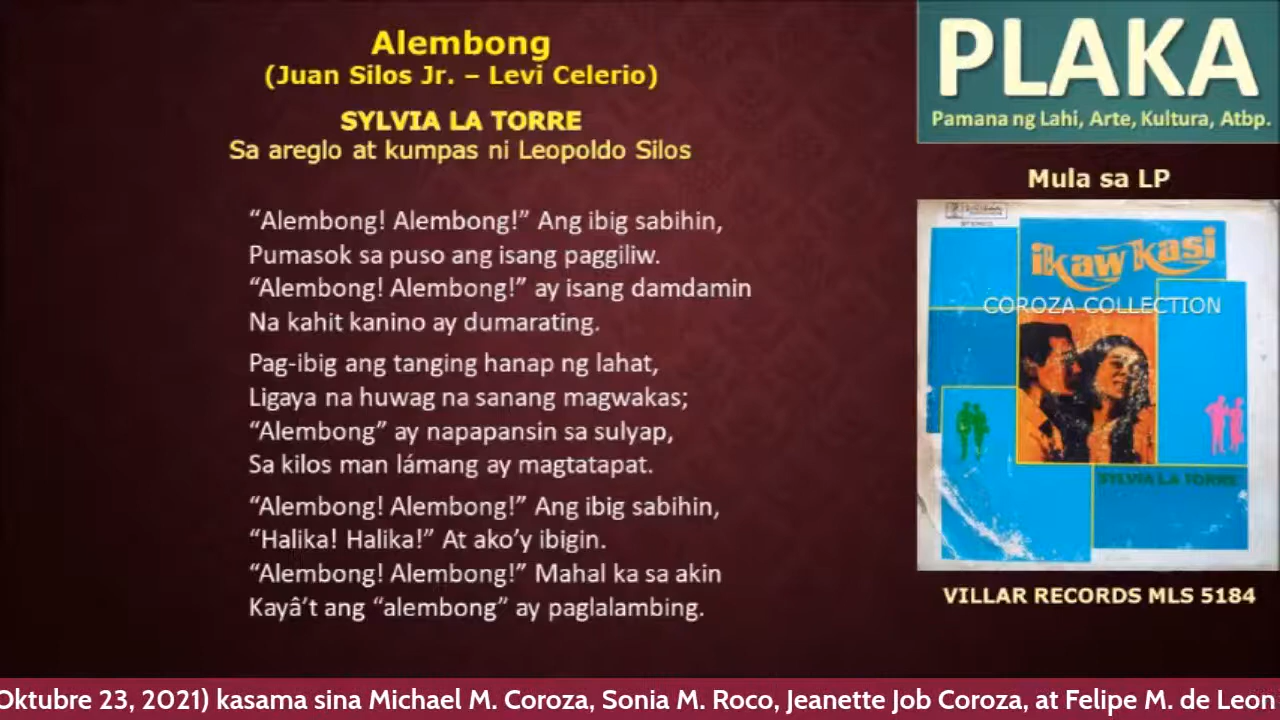 Alembong
(Juan Silos Jr. – Levi Celerio)
SYLVIA LA TORRE
Sa areglo at kumpas ni Leopoldo Silos
“Alembong! Alembong!” Ang ibig sabihin,
Pumasok sa puso ang isang paggiliw.
“Alembong! Alembong!” ay isang damdamin
Na kahit kanino ay dumarating.
Pag-ibig ang tanging hanap ng lahat,
Ligaya na huwag na sanang magwakas;
“Alembong” ay napapansin sa sulyap,
Sa kilos man lámang ay magtatapat.
“Alembong! Alembong!” Ang ibig sabihin,
“Halika! Halika!” At ako’y ibigin.
“Alembong! Alembong!” Mahal ka sa akin
Kayâ’t ang “alembong” ay paglalambing.
PLAKA
Pamana ng Lahi, Arte, Kultura, Atbp.
Mula sa LP
ikaw kasi
COROZA COLLECTION
SYLVIA LA TORRE
VILLAR RECORDS MLS 5184
Oktubre 23, 2021) kasama sina Michael M. Coroza, Sonia M. Roco, Jeanette Job Coroza, at Felipe M. de Leon